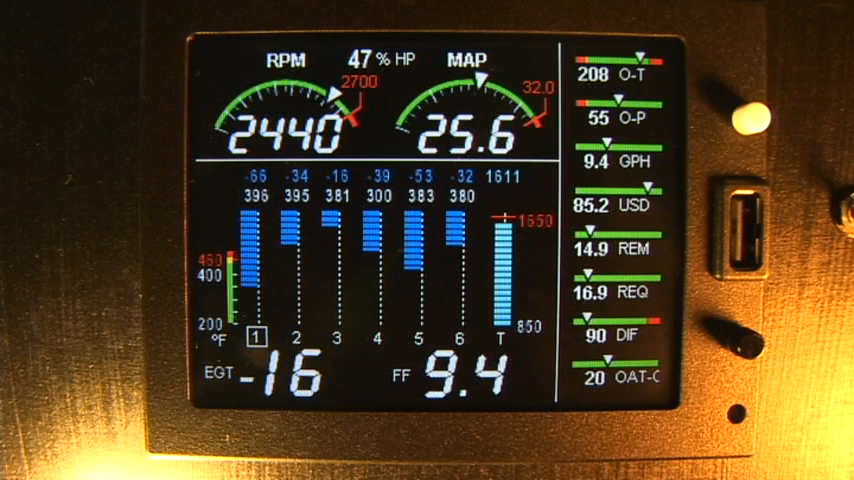 RPM 47 % HP MAP
2700 32.0
2440 25.6
-66 -34 -16 -39 -53 -32 1611
396 395 381 300 383 380
1650
460
400
200 850
°F 1 2 3 4 5 6 T
EGT -16 FF 9.4
208 O-T
55 O-P
9.4 GPH
85.2 USD
14.9 REM
16.9 REQ
90 DIF
20 OAT-C